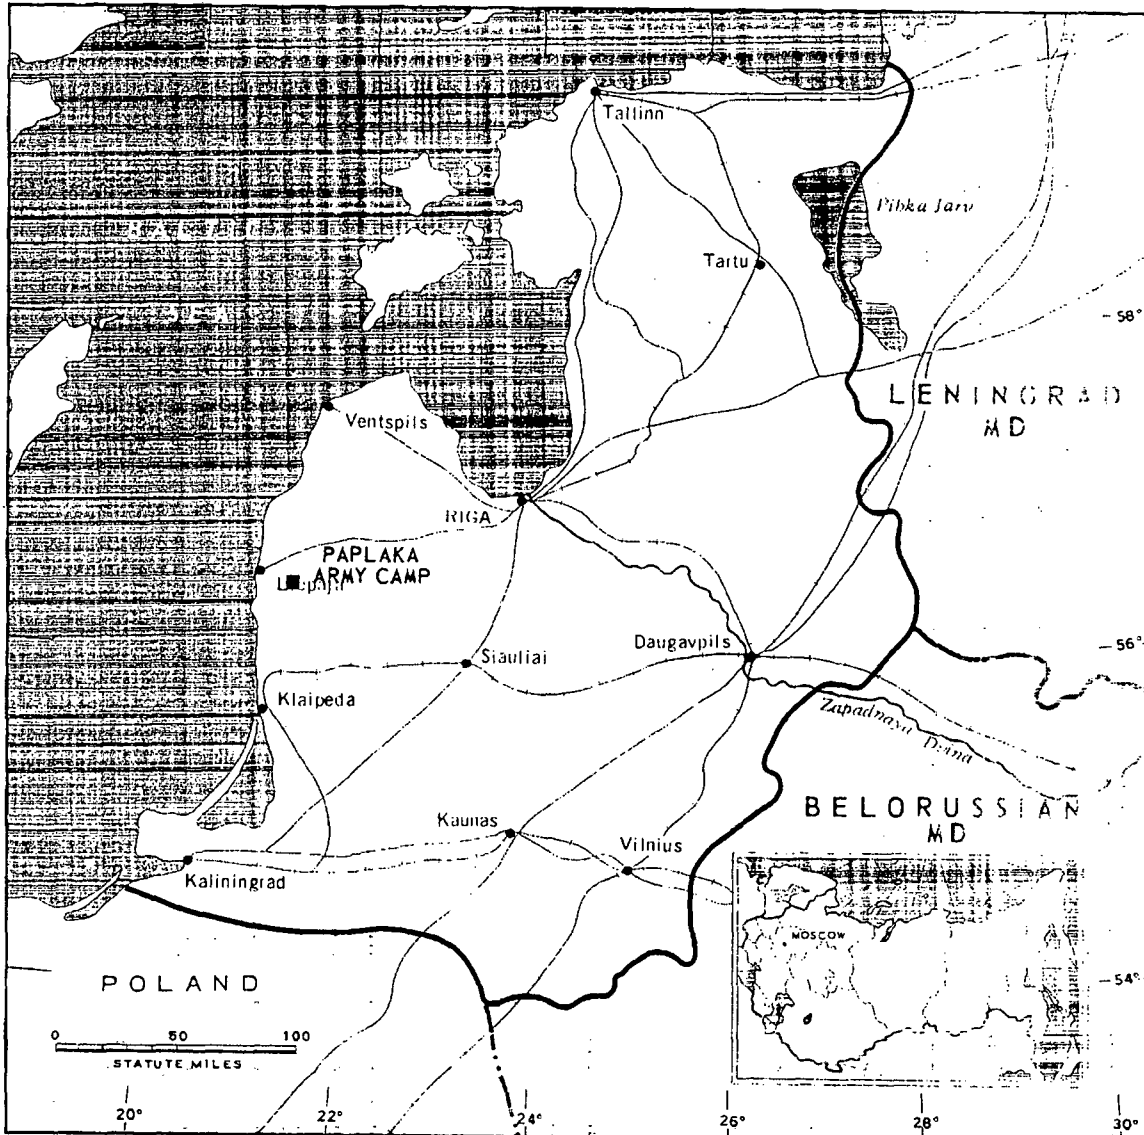 Tallinn
Pihka Jarv
Tartu
58°
LENINGRAD
MD
Ventspils
RIGA
PAPLAKA
ARMY CAMP
Daugavpils
56°
Siauliai
Klaipeda
Zapadnaya Dvina
BELORUSSIAN
MD
Kaunas
Vilnius
Kaliningrad
MOSCOW
POLAND
54°
0 50 100
STATUTE MILES
20° 22° 24° 26° 28° 30°